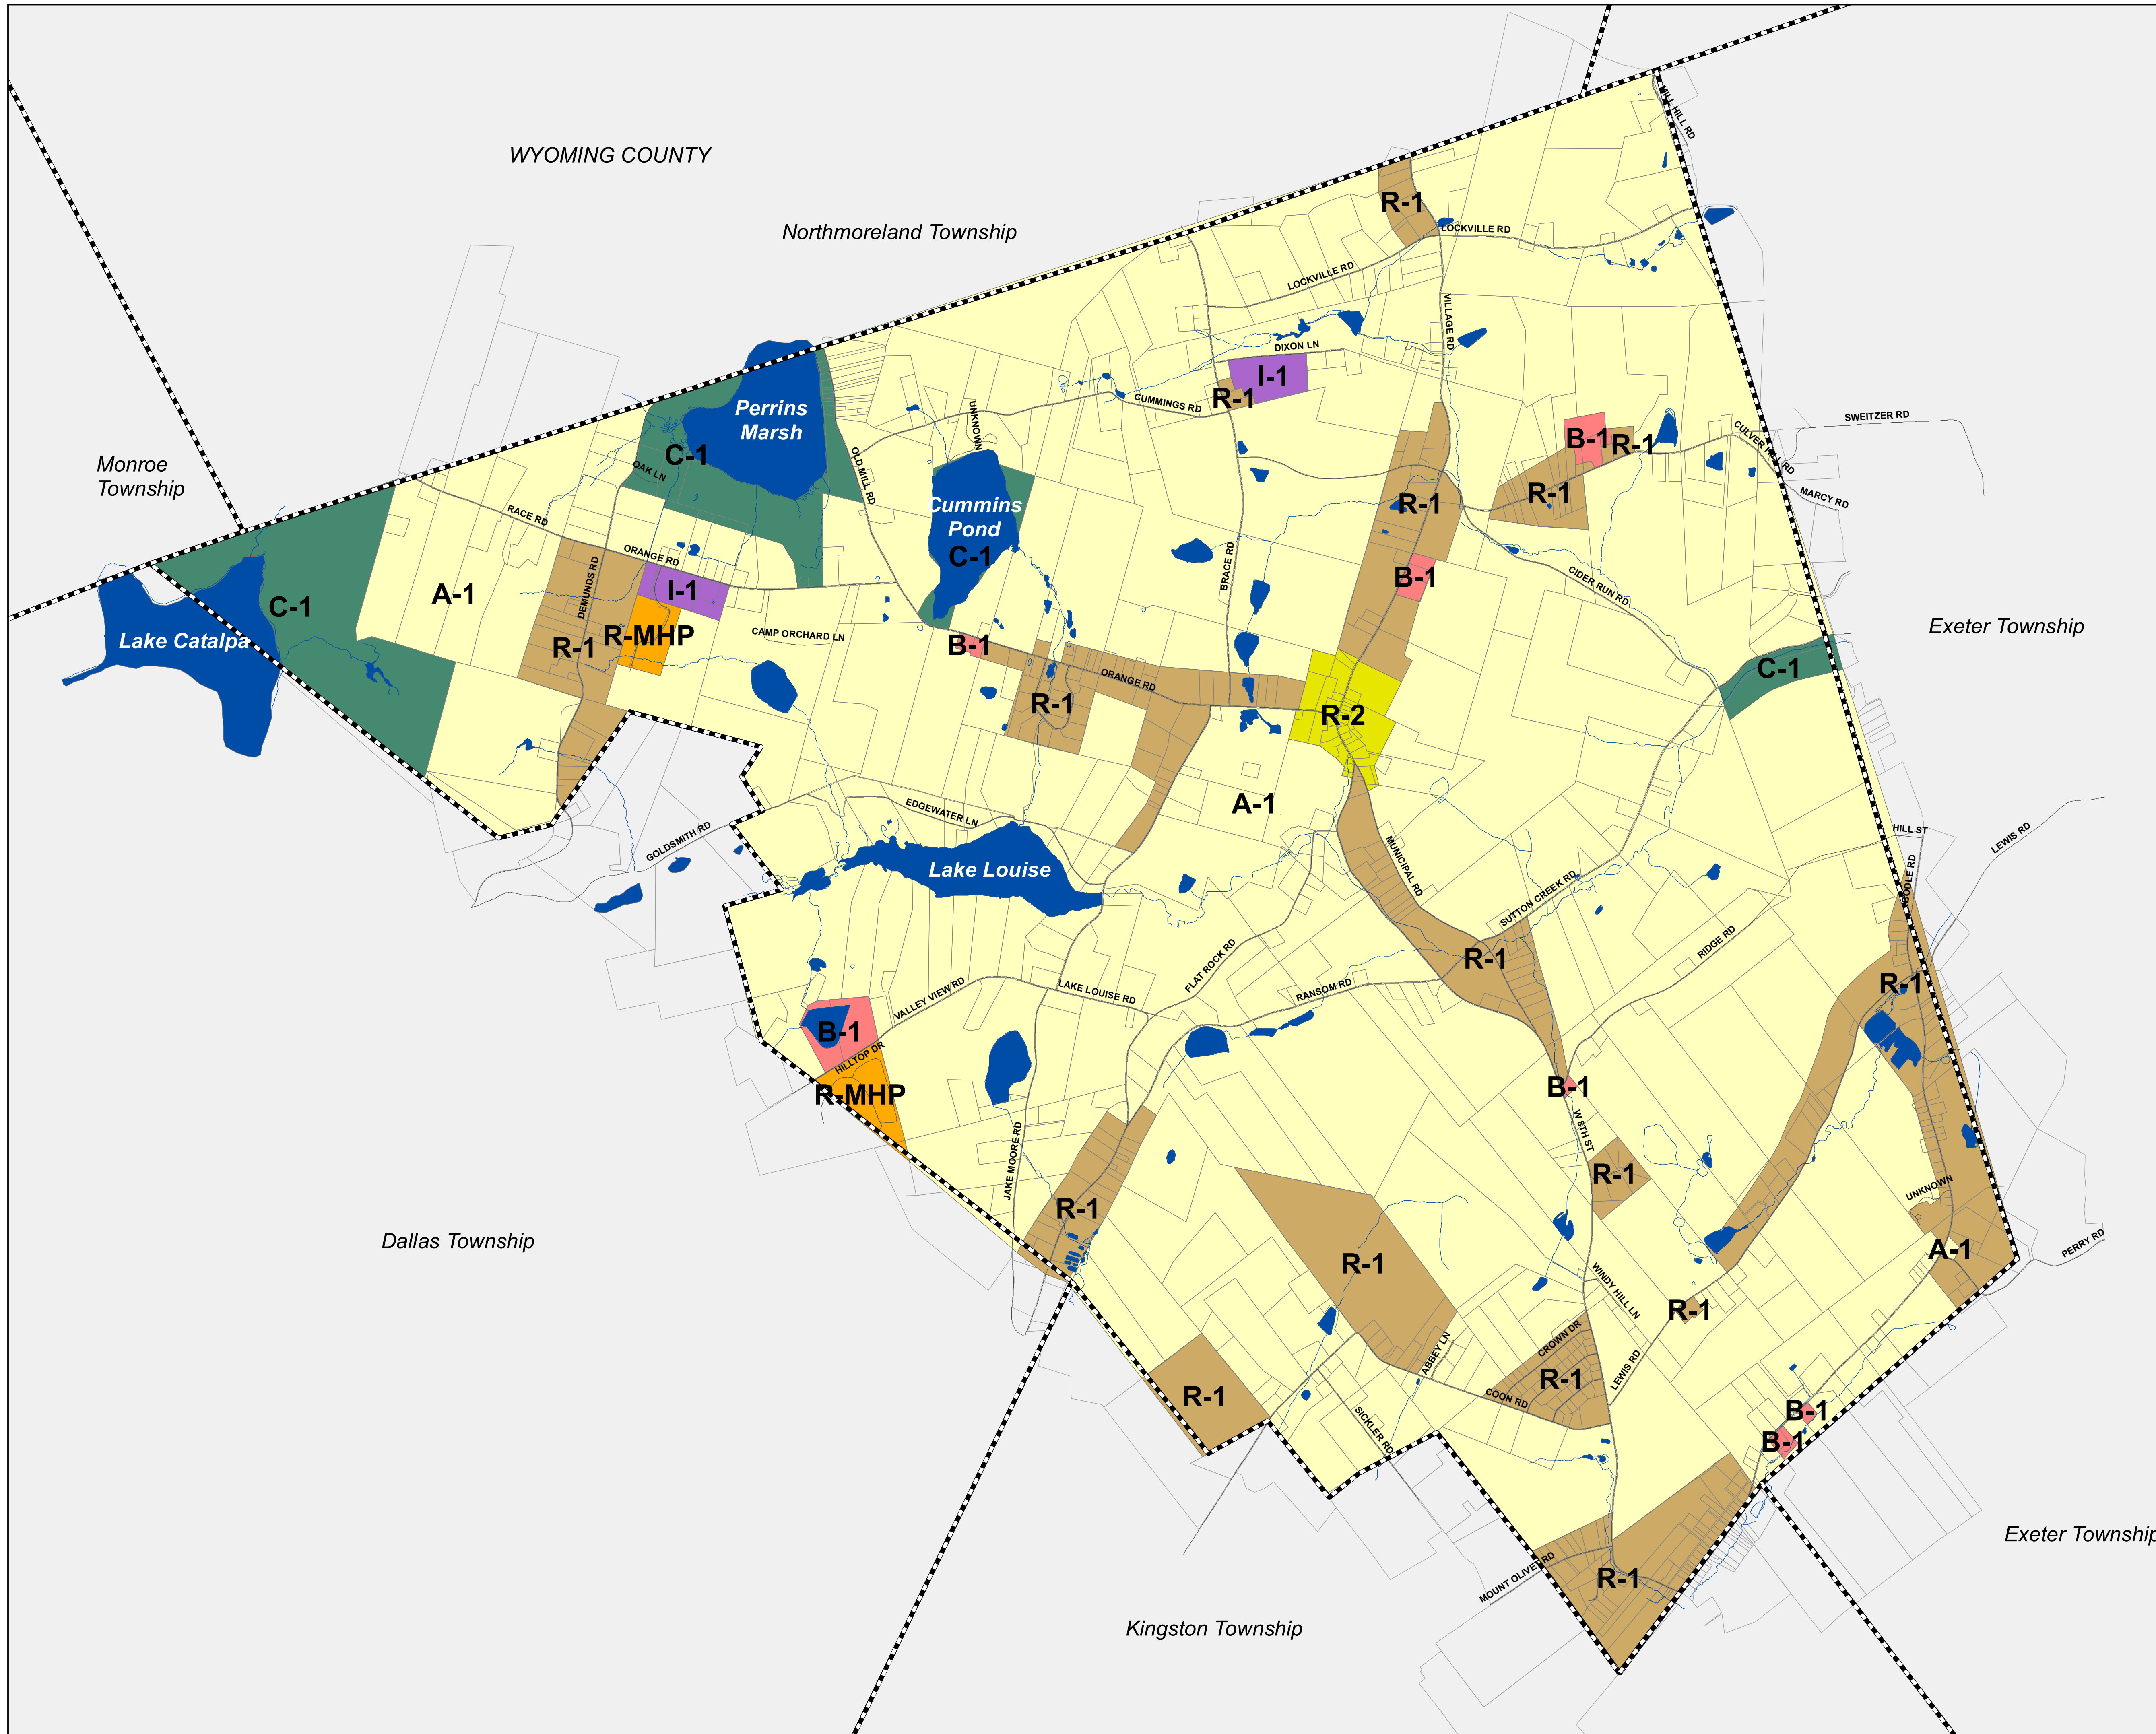 WYOMING COUNTY
Northmoreland Township
Monroe
Township
Exeter Township
Dallas Township
Kingston Township
Exeter Township
MILL HILL RD
R-1
LOCKVILLE RD
LOCKVILLE RD
VILLAGE RD
DIXON LN
I-1
R-1
CUMMINGS RD
UNKNOWN
Perrins
Marsh
C-1
OAK LN
OLD MILL RD
Cummins
Pond
C-1
SWEITZER RD
CULVER HILL RD
MARCY RD
B-1
R-1
R-1
R-1
B-1
BRACE RD
CIDER RUN RD
C-1
RACE RD
ORANGE RD
DEMUNDS RD
I-1
R-MHP
R-1
A-1
C-1
Lake Catalpa
CAMP ORCHARD LN
B-1
R-1
ORANGE RD
R-2
A-1
EDGEWATER LN
GOLDSMITH RD
Lake Louise
MUNICIPAL RD
HILL ST
LEWIS RD
BODLE RD
SUTTON CREEK RD
RIDGE RD
R-1
R-1
FLAT ROCK RD
RANSOM RD
LAKE LOUISE RD
VALLEY VIEW RD
B-1
HILLTOP DR
R-MHP
JAKE MOORE RD
B-1
W 8TH ST
R-1
R-1
R-1
UNKNOWN
A-1
PERRY RD
WINDY HILL LN
R-1
CROWN DR
R-1
LEWIS RD
ABBEY LN
COON RD
SICKLER RD
R-1
B-1
B-1
MOUNT OLIVET RD
R-1